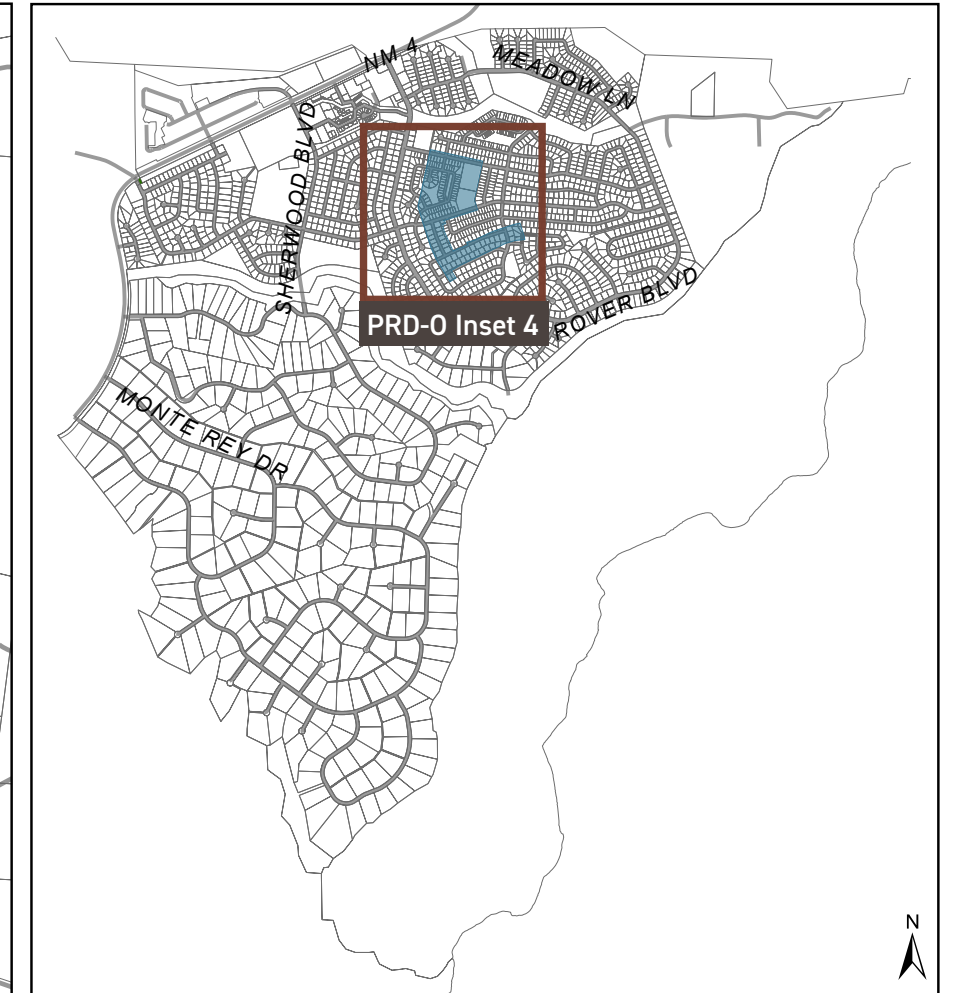 NM 4
MEADOW LN
SHERWOOD BLVD
PRD-O Inset 4
ROVER BLVD
MONTE REY DR
N